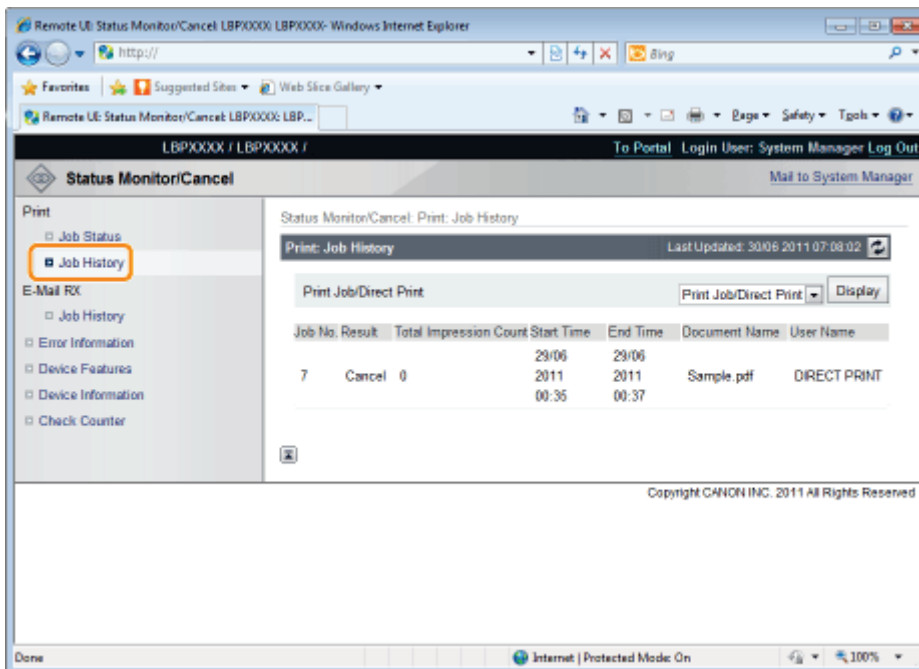 Remote UI: Status Monitor/Cancel: LBPXXXX: LBPXXXX- Windows Internet Explorer
http://
Bing
Favorites Suggested Sites Web Slice Gallery
Remote UI: Status Monitor/Cancel: LBPXXXX: LBP... Page Safety Tools
LBPXXXX / LBPXXXX / To Portal Login User: System Manager Log Out
Status Monitor/Cancel Mail to System Manager
Print
Job Status
Job History
E-Mail RX
Job History
Error Information
Device Features
Device Information
Check Counter
Status Monitor/Cancel: Print: Job History
Print: Job History Last Updated: 30/06 2011 07:08:02
Print Job/Direct Print Print Job/Direct Print Display
Job No. Result Total Impression Count Start Time End Time Document Name User Name
29/06 29/06
7 Cancel 0 2011 2011 Sample.pdf DIRECT PRINT
00:35 00:37
Copyright CANON INC. 2011 All Rights Reserved
Done Internet | Protected Mode: On 100%